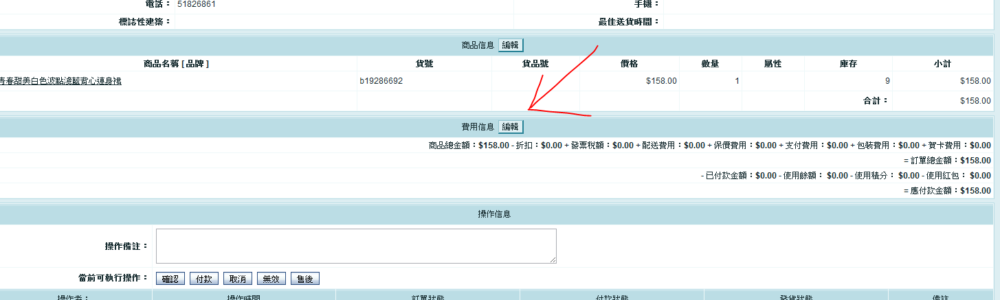 電話： 51826861 手機：
標誌性建築： 最佳送貨時間：
商品信息 編輯
商品名稱 [ 品牌 ] 貨號 貨品號 價格 數量 屬性 庫存 小計
青春甜美白色波點淺藍背心連身裙 b19286692 $158.00 1 9 $158.00
合計： $158.00
費用信息 編輯
商品總金額：$158.00 - 折扣：$0.00 + 發票稅額：$0.00 + 配送費用：$0.00 + 保價費用：$0.00 + 支付費用：$0.00 + 包裝費用：$0.00 + 賀卡費用：$0.00
= 訂單總金額：$158.00
- 已付款金額：$0.00 - 使用餘額： $0.00 - 使用積分： $0.00 - 使用紅包： $0.00
= 應付款金額：$158.00
操作信息
操作備註：
當前可執行操作： 確認 付款 取消 無效 售後
操作者： 操作時間 訂單狀態 付款狀態 發貨狀態 備註